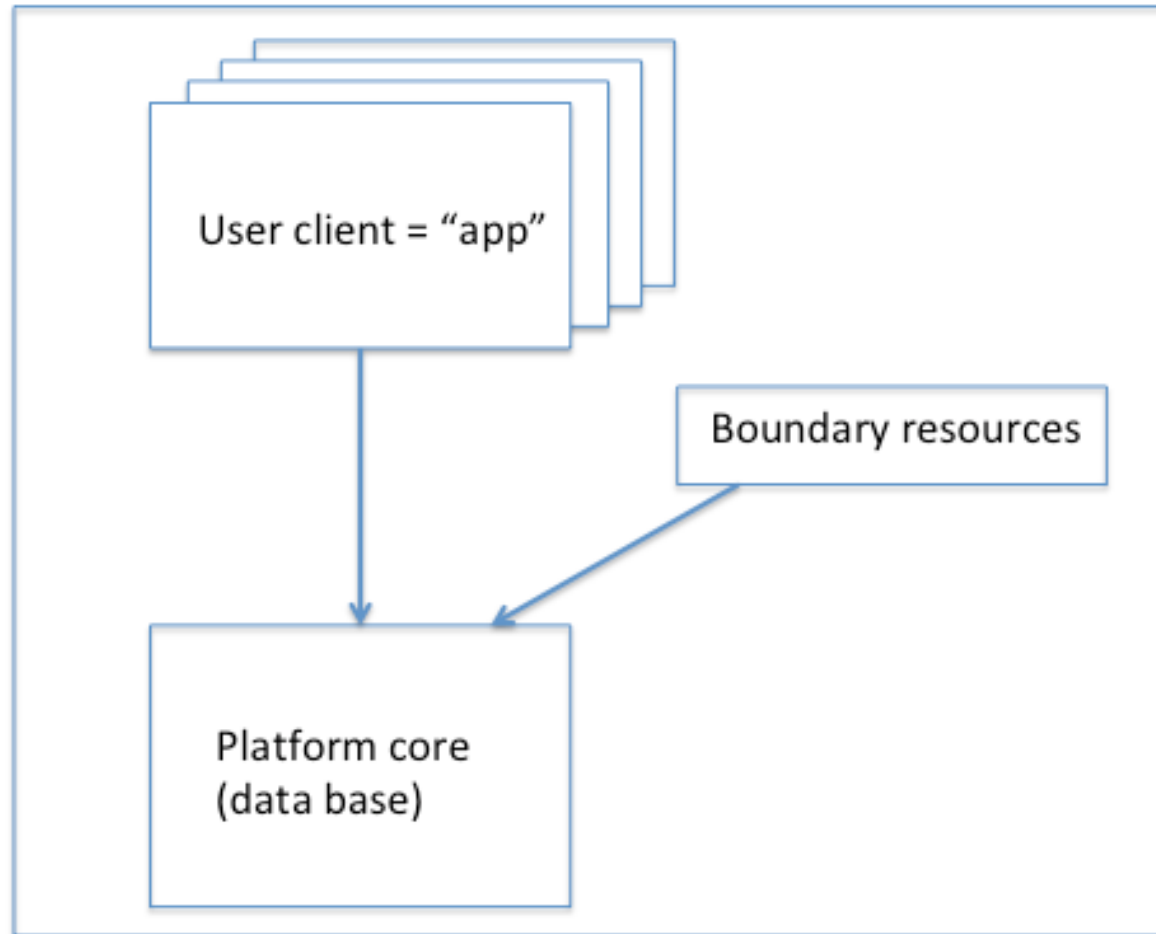 User client = “app”
Boundary resources
Platform core
(data base)